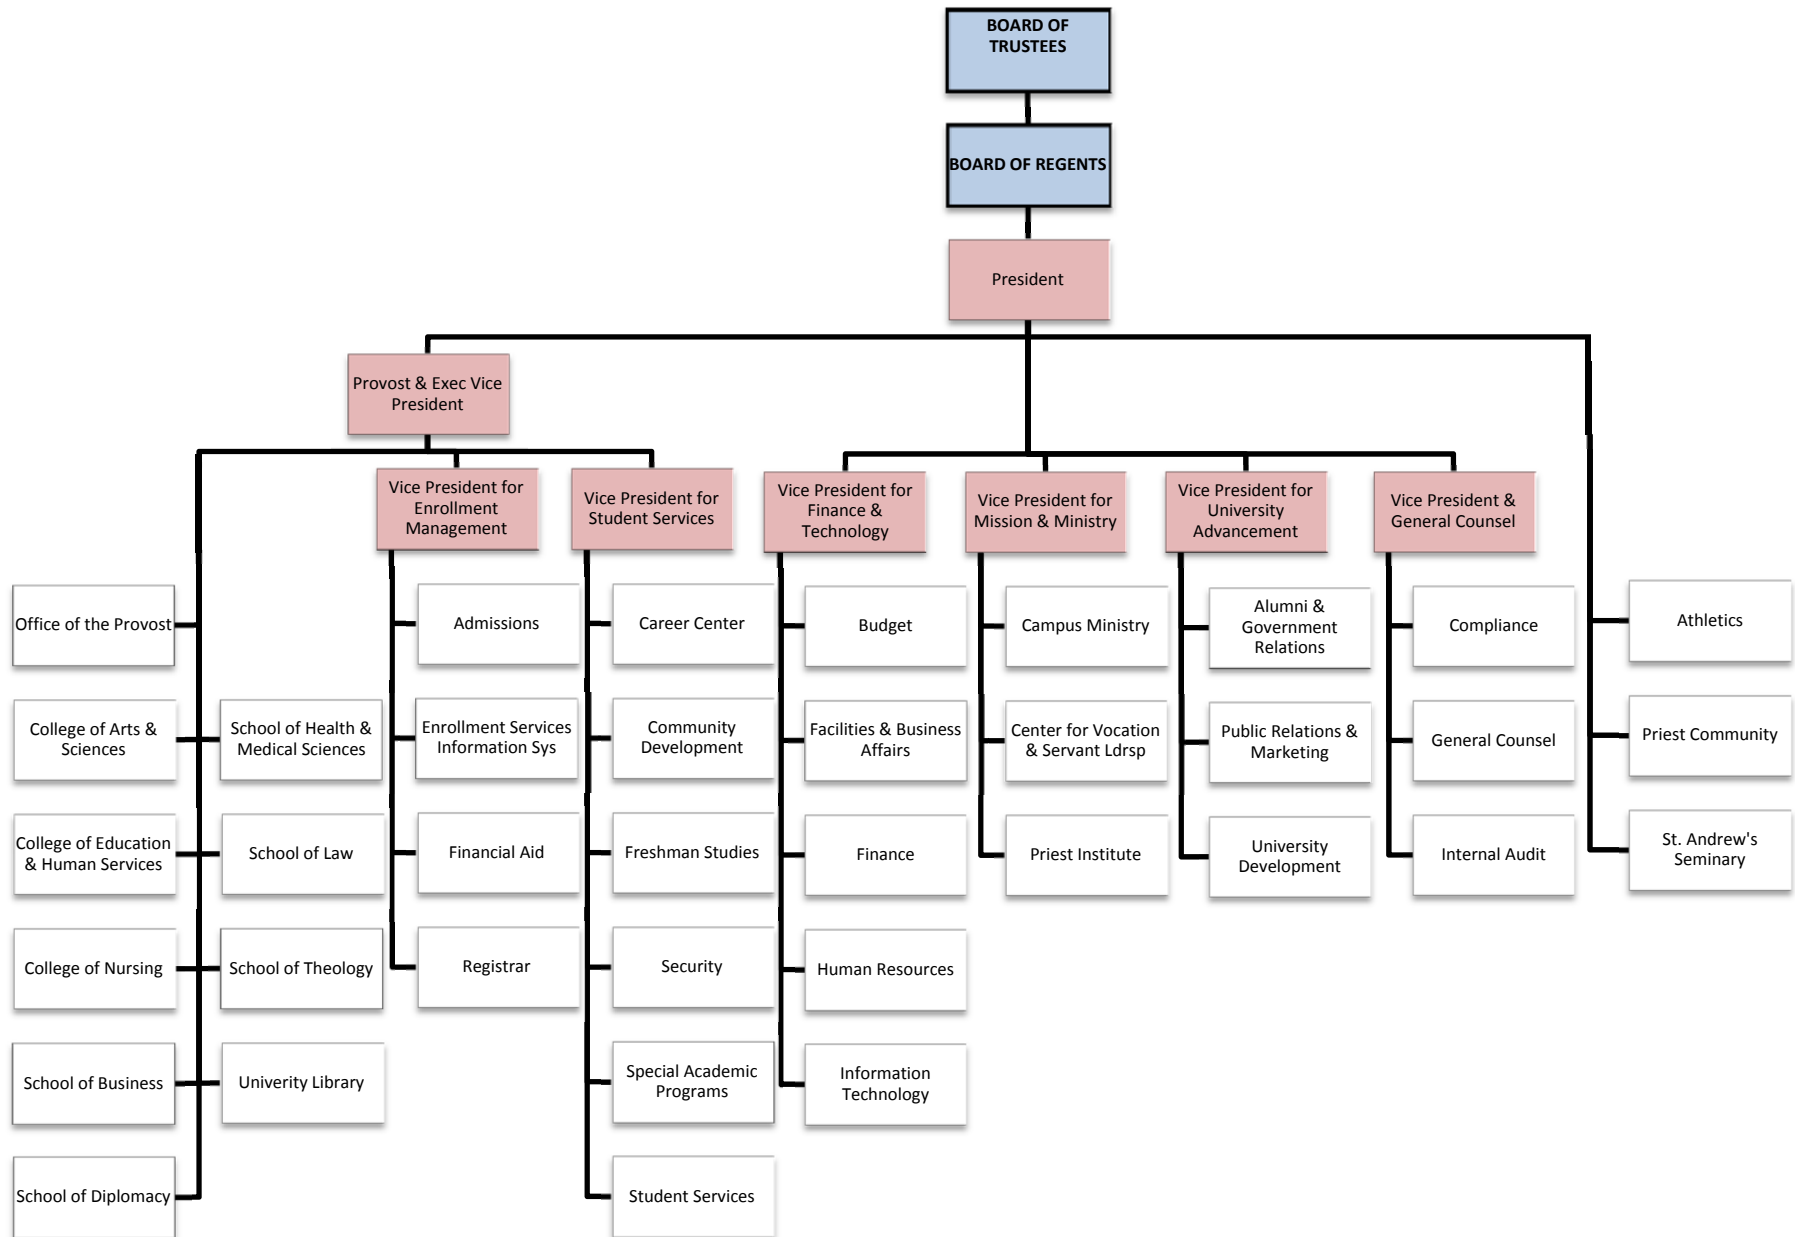 BOARD OF
TRUSTEES
BOARD OF REGENTS
President
Provost & Exec Vice
President
Vice President for
Enrollment
Management
Vice President for
Student Services
Vice President for
Finance &
Technology
Vice President for
Mission & Ministry
Vice President for
University
Advancement
Vice President &
General Counsel
Office of the Provost
College of Arts &
Sciences
College of Education
& Human Services
College of Nursing
School of Business
School of Diplomacy
School of Health &
Medical Sciences
School of Law
School of Theology
Univerity Library
Admissions
Enrollment Services
Information Sys
Financial Aid
Registrar
Career Center
Community
Development
Freshman Studies
Security
Special Academic
Programs
Student Services
Budget
Facilities & Business
Affairs
Finance
Human Resources
Information
Technology
Campus Ministry
Center for Vocation
& Servant Ldrsp
Priest Institute
Alumni &
Government
Relations
Public Relations &
Marketing
University
Development
Compliance
General Counsel
Internal Audit
Athletics
Priest Community
St. Andrew's
Seminary